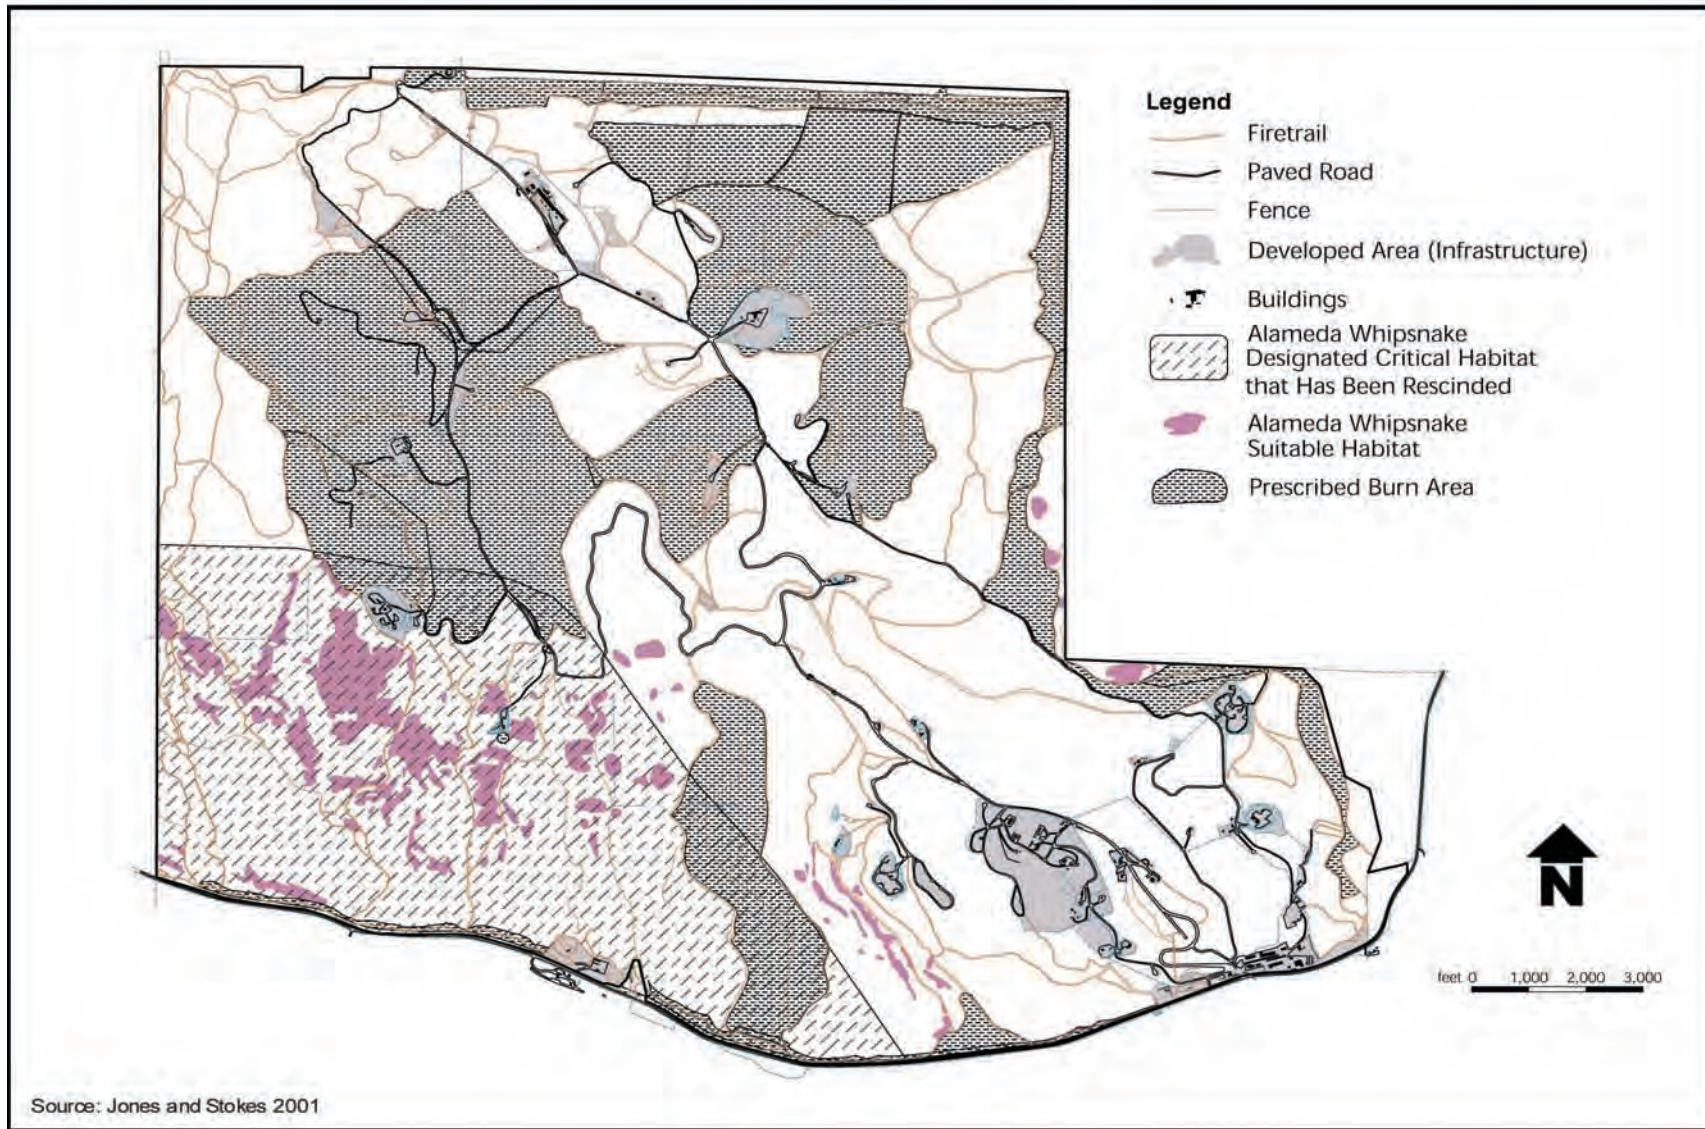 Legend
Firetrail
Paved Road
Fence
Developed Area (Infrastructure)
Buildings
Alameda Whipsnake
Designated Critical Habitat
that Has Been Rescinded
Alameda Whipsnake
Suitable Habitat
Prescribed Burn Area
N
feet 0 1,000 2,000 3,000
Source: Jones and Stokes 2001